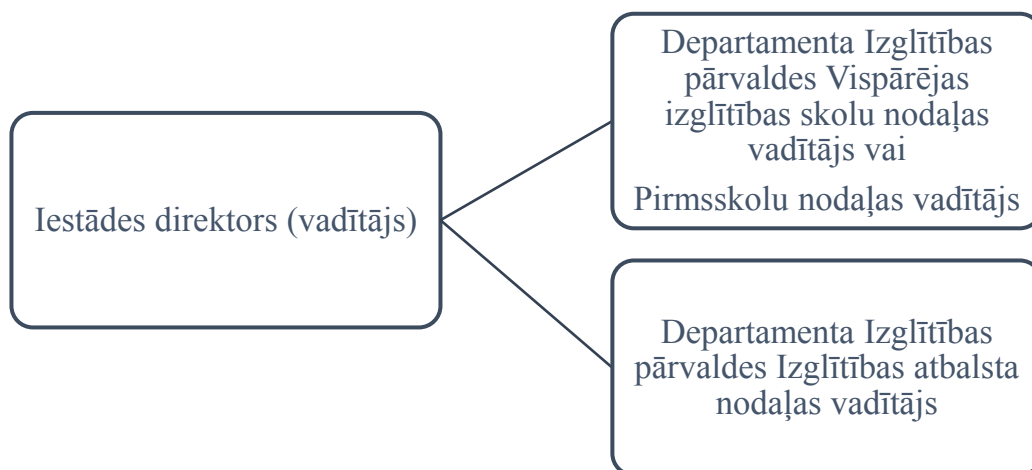 Iestādes direktors (vadītājs)
Departamenta Izglītības
pārvaldes Vispārējas
izglītības skolu nodaļas
vadītājs vai
Pirmsskolu nodaļas vadītājs
Departamenta Izglītības
pārvaldes Izglītības atbalsta
nodaļas vadītājs